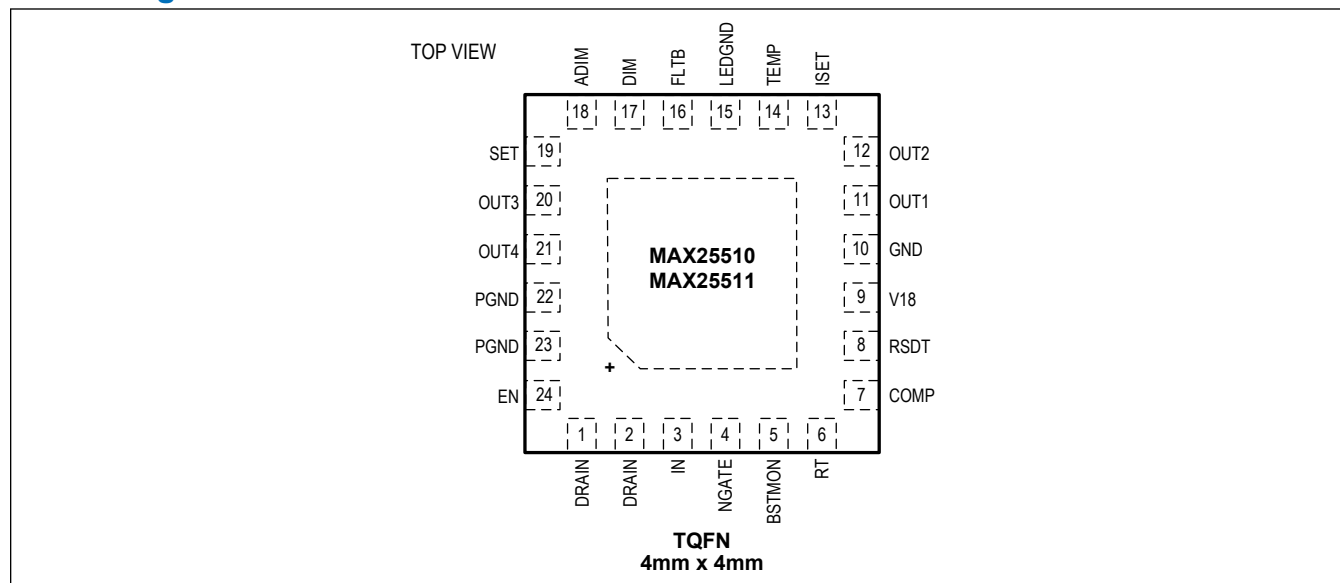 TOP VIEW
ADIM
DIM
FLTB
LEDGND
TEMP
ISET
18
17
16
15
14
13
SET
19
12
OUT2
OUT3
20
11
OUT1
OUT4
21
10
GND
MAX25510
MAX25511
PGND
22
9
V18
PGND
23
8
RSDT
+
EN
24
7
COMP
1
2
3
4
5
6
DRAIN
DRAIN
IN
NGATE
BSTMON
RT
TQFN
4mm x 4mm